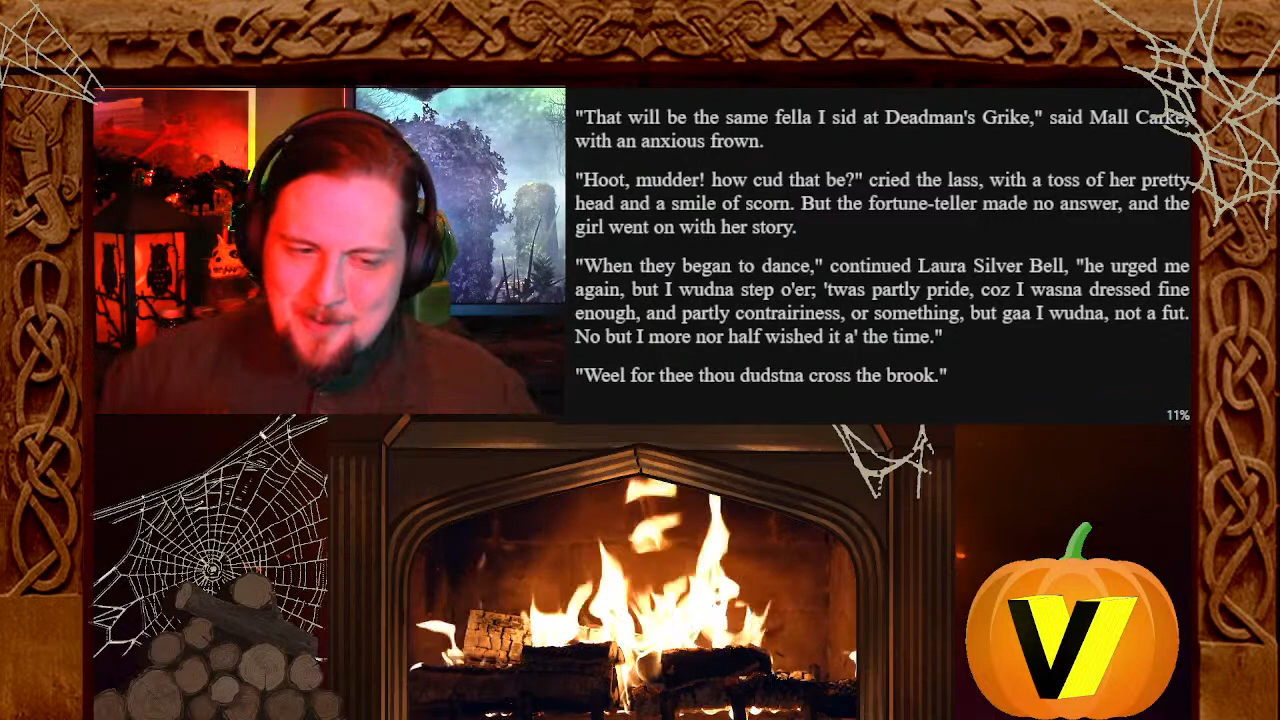 "That will be the same fella I sid at Deadman's Grike," said Mall Carke,
with an anxious frown.
"Hoot, mudder! how cud that be?" cried the lass, with a toss of her pretty
head and a smile of scorn. But the fortune-teller made no answer, and the
girl went on with her story.
"When they began to dance," continued Laura Silver Bell, "he urged me
again, but I wudna step o'er; 'twas partly pride, coz I wasna dressed fine
enough, and partly contrairiness, or something, but gaa I wudna, not a fut.
No but I more nor half wished it a' the time."
"Weel for thee thou dudstna cross the brook."
11%
V